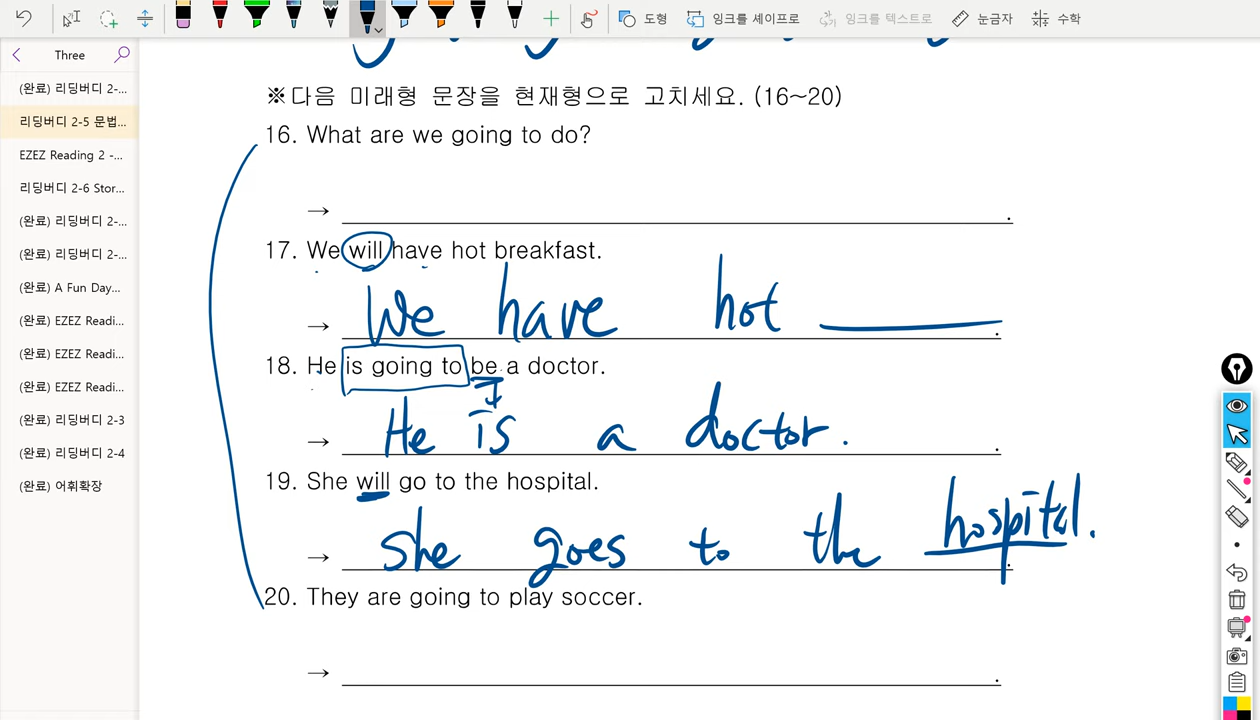 도형
잉크를 셰이프로
잉크를 텍스트로
눈금자
수학
Three
(완료) 리딩버디 2-...
리딩버디 2-5 문법...
EZEZ Reading 2 -...
리딩버디 2-6 Stor...
(완료) 리딩버디 2-...
(완료) 리딩버디 2-...
(완료) A Fun Day...
(완료) EZEZ Readi...
(완료) EZEZ Readi...
(완료) EZEZ Readi...
(완료) 리딩버디 2-3
(완료) 리딩버디 2-4
(완료) 어휘확장
※다음 미래형 문장을 현재형으로 고치세요. (16~20)
16. What are we going to do?
→ .
17. We will have hot breakfast.
→ We have hot .
18. He is going to be a doctor.
→ He is a doctor. .
19. She will go to the hospital.
→ She goes to the hospital. .
20. They are going to play soccer.
→ .